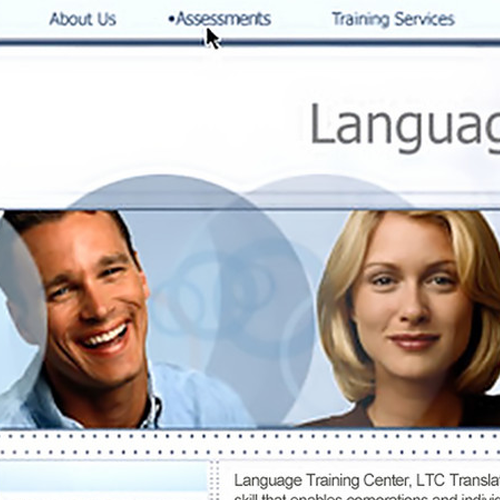 About Us •Assessments Training Services
Languag
Language Training Center, LTC Transla
skill that enables corporations and indivi